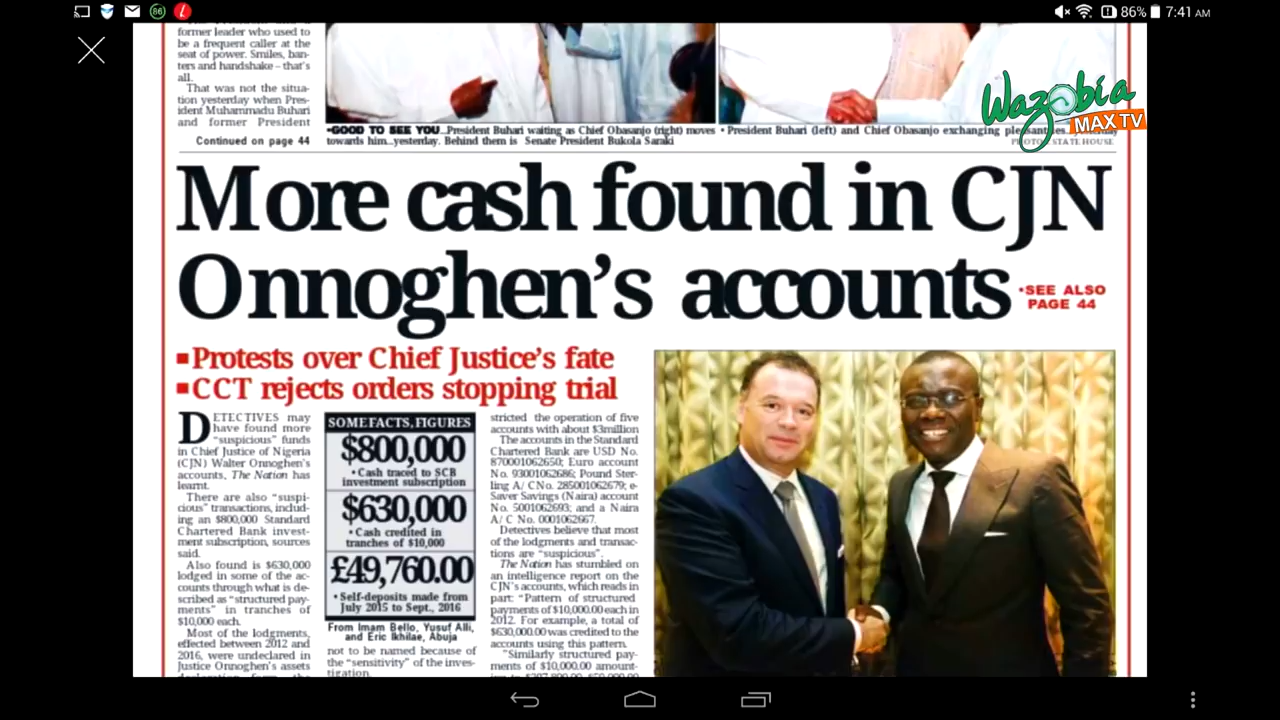 86
86%
7:41 AM
former leader who used to
be a frequent caller at the
seat of power. Smiles, ban-
ters and handshake – that's
all.
That was not the situa-
tion yesterday when Pres-
ident Muhammadu Buhari
and former President
Continued on page 44
•GOOD TO SEE YOU...President Buhari waiting as Chief Obasanjo (right) moves
towards him...yesterday. Behind them is Senate President Bukola Saraki
• President Buhari (left) and Chief Obasanjo exchanging
STATE HOUSE
Wazobia
MAX TV
More cash found in CJN
Onnoghen's accounts
•SEE ALSO
PAGE 44
Protests over Chief Justice's fate
CCT rejects orders stopping trial
DETECTIVES may
have found more
"suspicious" funds
in Chief Justice of Nigeria
(CJN) Walter Onnoghen's
accounts, The Nation has
learnt.
There are also "suspi-
cious" transactions, includ-
ing an $800,000 Standard
Chartered Bank invest-
ment subscription, sources
said.
Also found is $630,000
lodged in some of the ac-
counts through what is de-
scribed as "structured pay-
ments" in tranches of
$10,000 each.
Most of the lodgments,
effected between 2012 and
2016, were undeclared in
Justice Onnoghen's assets
SOME FACTS, FIGURES
$800,000
• Cash traced to SCB
investment subscription
$630,000
• Cash credited in
tranches of $10,000
£49,760.00
• Self-deposits made from
July 2015 to Sept., 2016
From Imam Bello, Yusuf Alli,
and Eric Ikhilae, Abuja
not to be named because of
the "sensitivity" of the inves-
tigation.
stricted the operation of five
accounts with about $3million
The accounts in the Standard
Chartered Bank are USD No.
870001062650; Euro account
No. 93001062686; Pound Ster-
ling A/ CNo. 285001062679; e-
Saver Savings (Naira) account
No. 5001062693; and a Naira
A/ C No. 0001062667.
Detectives believe that most
of the lodgments and transac-
tions are "suspicious".
The Nation has stumbled on
an intelligence report on the
CJN's accounts, which reads in
part: "Pattern of structured
payments of $10,000.00 each in
2012. For example, a total of
$630,000.00 was credited to the
accounts using this pattern.
"Similarly structured pay-
ments of $10,000.00 amount-